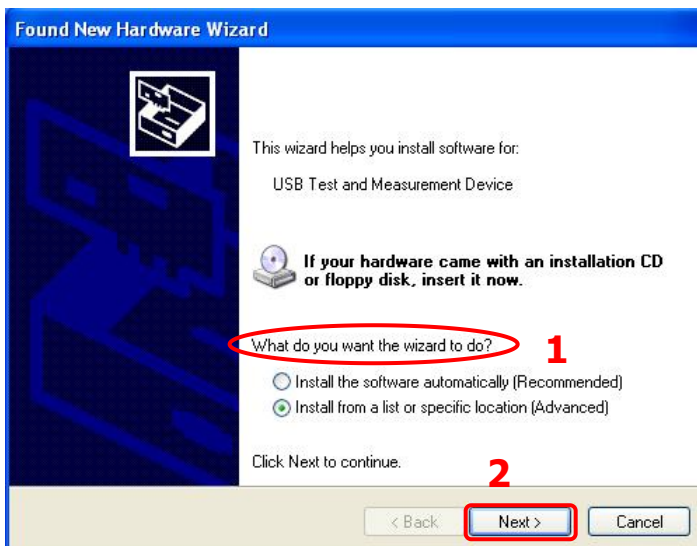 Found New Hardware Wizard
This wizard helps you install software for:
USB Test and Measurement Device
If your hardware came with an installation CD
or floppy disk, insert it now.
What do you want the wizard to do? 1
Install the software automatically (Recommended)
Install from a list or specific location (Advanced)
Click Next to continue.
2
< Back Next > Cancel